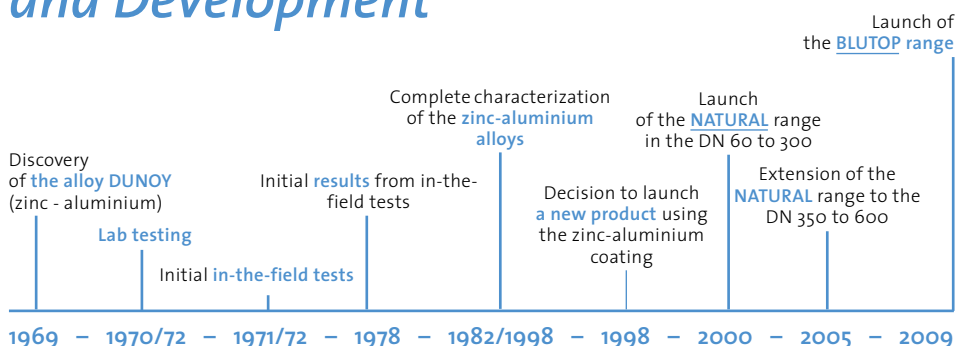 and Development
Launch of
the BLUTOP range
Complete characterization
of the zinc-aluminium
alloys
Launch
of the NATURAL range
in the DN 60 to 300
Discovery
of the alloy DUNOY
(zinc - aluminium)
Initial results from in-the-
field tests
Extension of the
NATURAL range to the
DN 350 to 600
Decision to launch
a new product using
the zinc-aluminium
coating
Lab testing
Initial in-the-field tests
1969 – 1970/72 – 1971/72 – 1978 – 1982/1998 – 1998 – 2000 – 2005 – 2009